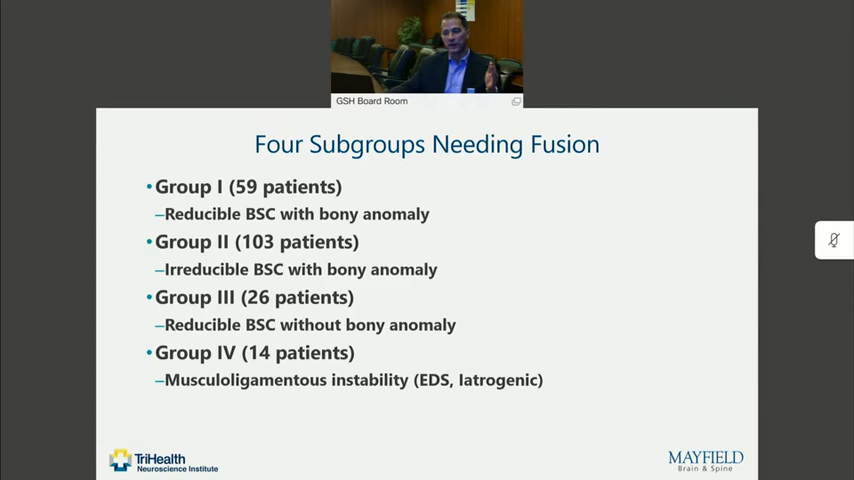 GSH Board Room
Four Subgroups Needing Fusion
•Group I (59 patients)
–Reducible BSC with bony anomaly
•Group II (103 patients)
–Irreducible BSC with bony anomaly
•Group III (26 patients)
–Reducible BSC without bony anomaly
•Group IV (14 patients)
–Musculoligamentous instability (EDS, Iatrogenic)
TriHealth
Neuroscience Institute
MAYFIELD
Brain & Spine